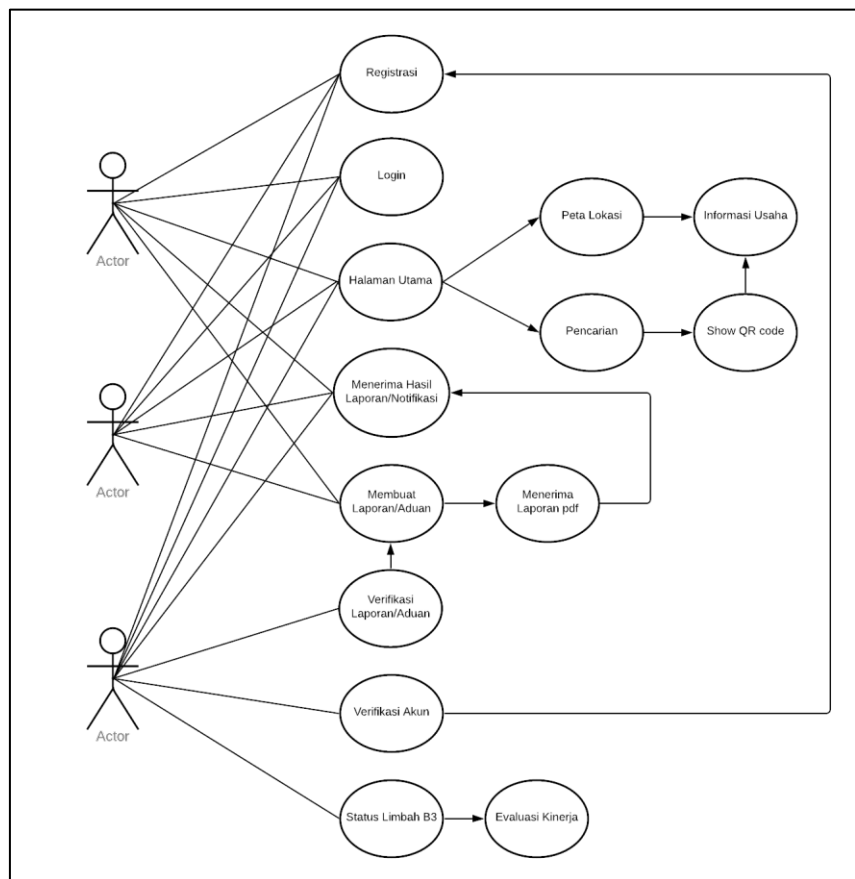 Registrasi
Login
Actor
Peta Lokasi
Informasi Usaha
Halaman Utama
Pencarian
Show QR code
Menerima Hasil
Laporan/Notifikasi
Actor
Membuat
Laporan/Aduan
Menerima
Laporan pdf
Verifikasi
Laporan/Aduan
Actor
Verifikasi Akun
Status Limbah B3
Evaluasi Kinerja